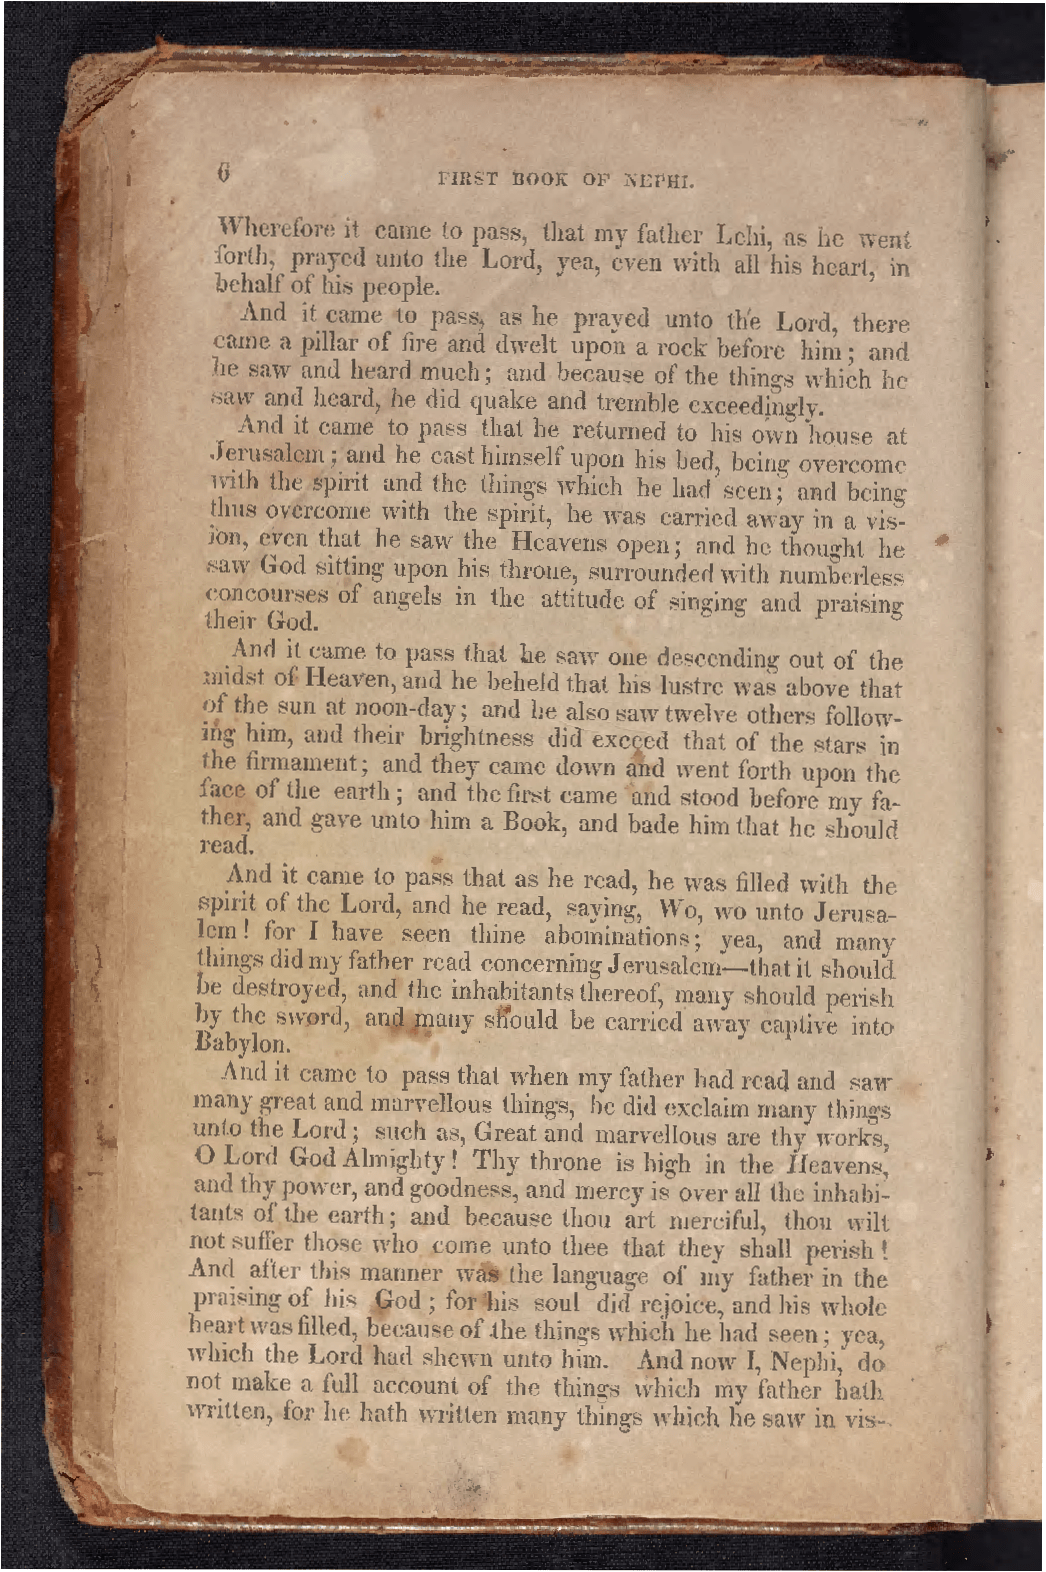 6
FIRST BOOK OF NEPHI.
Wherefore it came to pass, that my father Lehi, as he went
forth, prayed unto the Lord, yea, even with all his heart, in
behalf of his people.
And it came to pass, as he prayed unto the Lord, there
came a pillar of fire and dwelt upon a rock before him; and
he saw and heard much; and because of the things which he
saw and heard, he did quake and tremble exceedingly.
And it came to pass that he returned to his own house at
Jerusalem; and he cast himself upon his bed, being overcome
with the spirit and the things which he had seen; and being
thus overcome with the spirit, he was carried away in a vis-
ion, even that he saw the Heavens open; and he thought he
saw God sitting upon his throne, surrounded with numberless
concourses of angels in the attitude of singing and praising
their God.
And it came to pass that he saw one descending out of the
midst of Heaven, and he beheld that his lustre was above that
of the sun at noon-day; and he also saw twelve others follow-
ing him, and their brightness did exceed that of the stars in
the firmament; and they came down and went forth upon the
face of the earth; and the first came and stood before my fa-
ther, and gave unto him a Book, and bade him that he should
read.
And it came to pass that as he read, he was filled with the
spirit of the Lord, and he read, saying, Wo, wo unto Jerusa-
lem! for I have seen thine abominations; yea, and many
things did my father read concerning Jerusalem—that it should
be destroyed, and the inhabitants thereof, many should perish
by the sword, and many should be carried away captive into
Babylon.
And it came to pass that when my father had read and saw
many great and marvellous things, he did exclaim many things
unto the Lord; such as, Great and marvellous are thy works,
O Lord God Almighty! Thy throne is high in the Heavens,
and thy power, and goodness, and mercy is over all the inhabi-
tants of the earth; and because thou art merciful, thou wilt
not suffer those who come unto thee that they shall perish!
And after this manner was the language of my father in the
praising of his God; for his soul did rejoice, and his whole
heart was filled, because of the things which he had seen; yea,
which the Lord had shewn unto him. And now I, Nephi, do
not make a full account of the things which my father hath
written, for he hath written many things which he saw in vis-